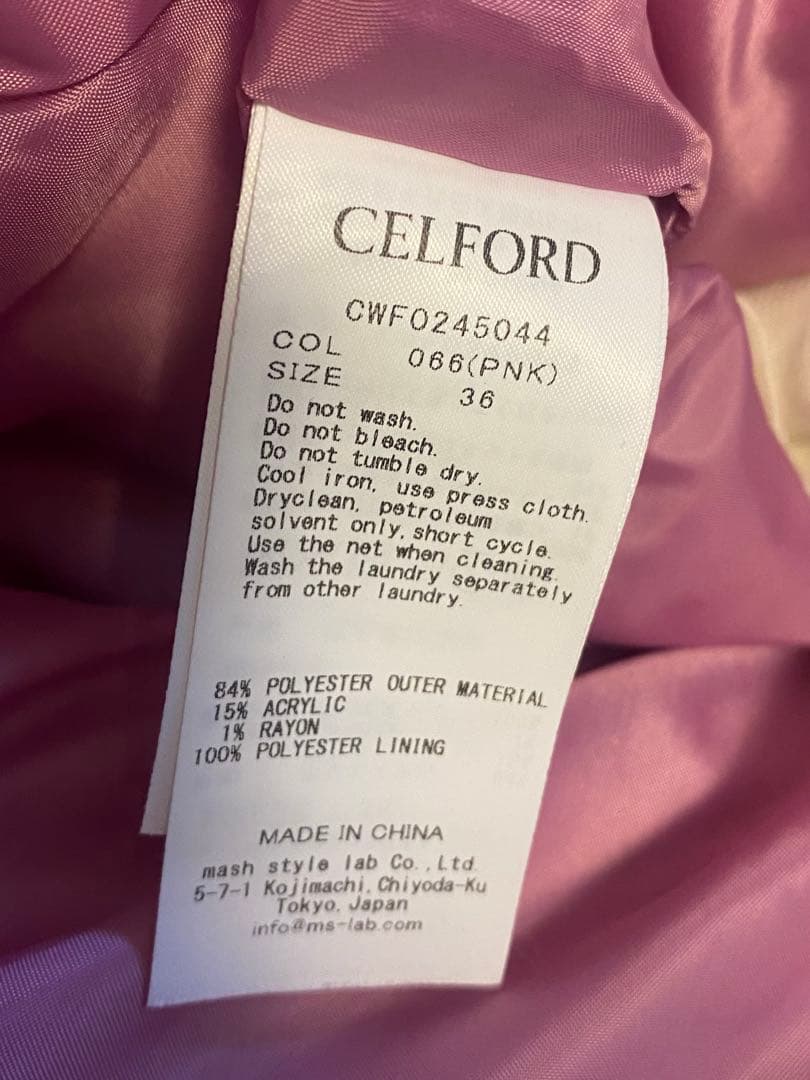 CELFORD
CWF0245044
COL 066(PNK)
SIZE 36
Do not wash.
Do not bleach.
Do not tumble dry.
Cool iron, use press cloth.
Dryclean, petroleum
solvent only, short cycle.
Use the net when cleaning.
Wash the laundry separately
from other laundry.
84% POLYESTER OUTER MATERIAL
15% ACRYLIC
1% RAYON
100% POLYESTER LINING
MADE IN CHINA
mash style lab Co.,Ltd.
5-7-1 Kojimachi, Chiyoda-Ku
Tokyo, Japan
info@ms-lab.com